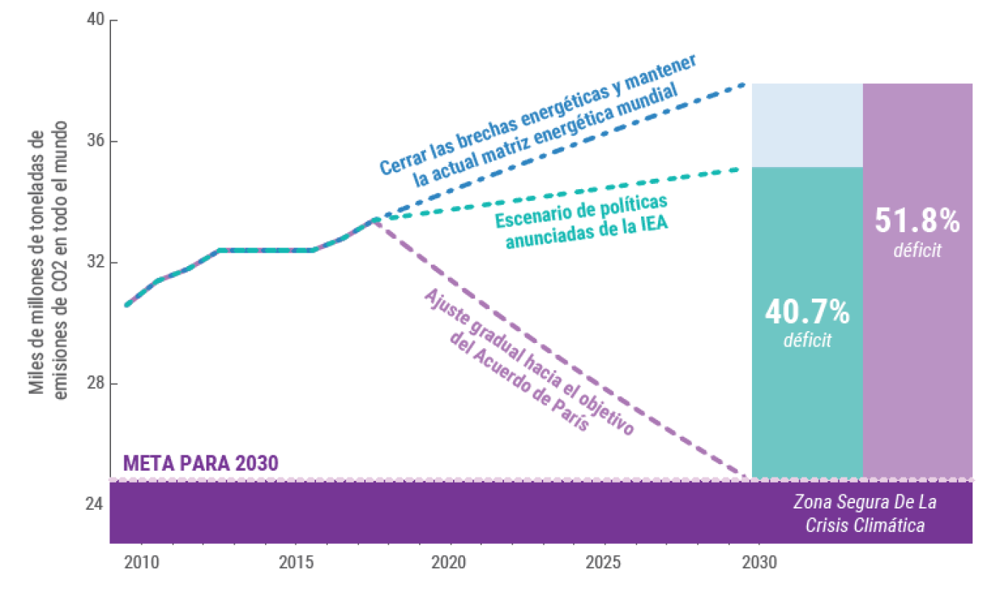 Miles de millones de toneladas de
emisiones de CO2 en todo el mundo
40
36
32
28
24
Cerrar las brechas energéticas y mantener
la actual matriz energética mundial
Escenario de políticas
anunciadas de la IEA
Ajuste gradual hacia el objetivo
del Acuerdo de París
40.7%
déficit
51.8%
déficit
META PARA 2030
Zona Segura De La
Crisis Climática
2010
2015
2020
2025
2030